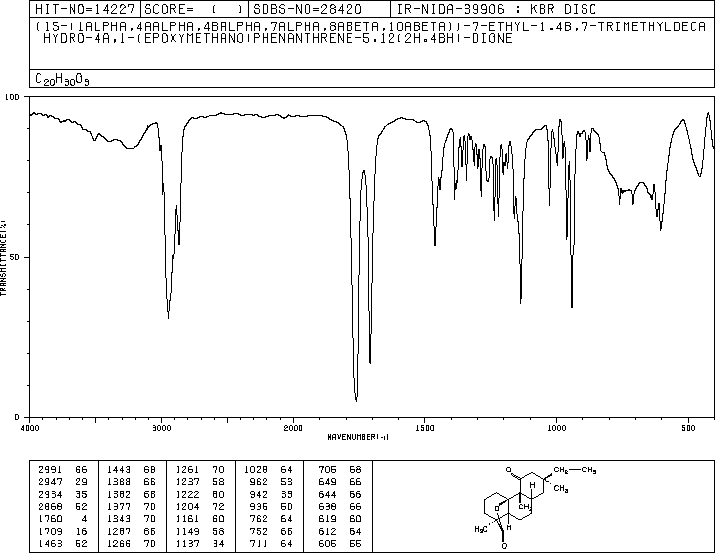 HIT-NO=14227 SCORE= ( ) SDBS-NO=28420 IR-NIDA-39906 : KBR DISC
(1S-(1ALPHA,4AALPHA,4BALPHA,7ALPHA,8ABETA,10ABETA))-7-ETHYL-1,4B,7-TRIMETHYLDECA
HYDRO-4A,1-(EPOXYMETHANO)PHENANTHRENE-5,12(2H,4BH)-DIONE
C20H30O3
100
50
0
TRANSMITTANCE(%)
4000 3000 2000 1500 1000 500
WAVENUMBER(-1)
2991 66 1443 68 1261 70 1028 64 705 68
2947 29 1388 66 1237 58 962 53 649 66
2934 35 1382 68 1222 60 942 33 644 66
2868 52 1377 70 1204 72 936 60 638 66
1760 4 1343 70 1161 60 762 64 619 60
1709 16 1287 66 1149 58 752 66 612 64
1463 52 1266 70 1137 34 711 64 605 55
O
CH2 CH3
H
CH3
O
CH3
H3C
H
O